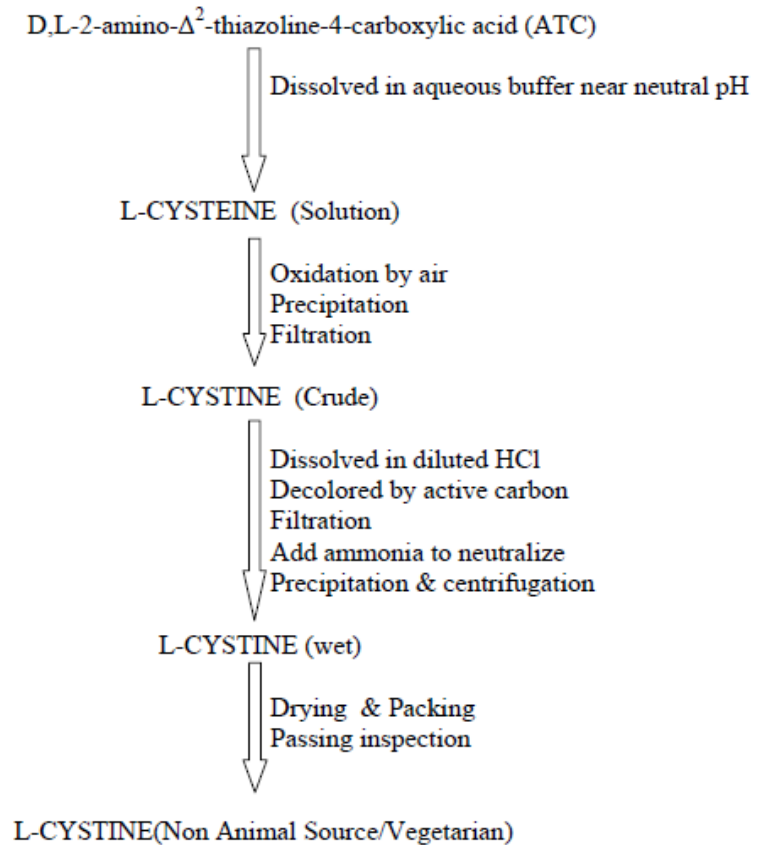 D,L-2-amino-Δ²-thiazoline-4-carboxylic acid (ATC)
Dissolved in aqueous buffer near neutral pH
L-CYSTEINE (Solution)
Oxidation by air
Precipitation
Filtration
L-CYSTINE (Crude)
Dissolved in diluted HCl
Decolored by active carbon
Filtration
Add ammonia to neutralize
Precipitation & centrifugation
L-CYSTINE (wet)
Drying & Packing
Passing inspection
L-CYSTINE(Non Animal Source/Vegetarian)